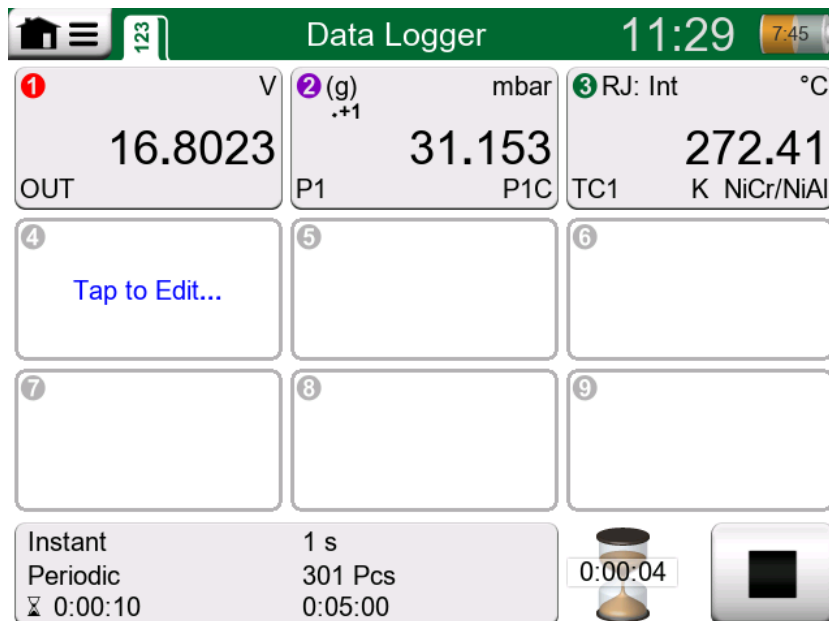 123 Data Logger 11:29 7:45
1 V
16.8023
OUT
2 (g) mbar
.+1
31.153
P1 P1C
3 RJ: Int °C
272.41
TC1 K NiCr/NiAl
4
Tap to Edit...
5
6
7
8
9
Instant 1 s
Periodic 301 Pcs
0:00:10 0:05:00
0:00:04